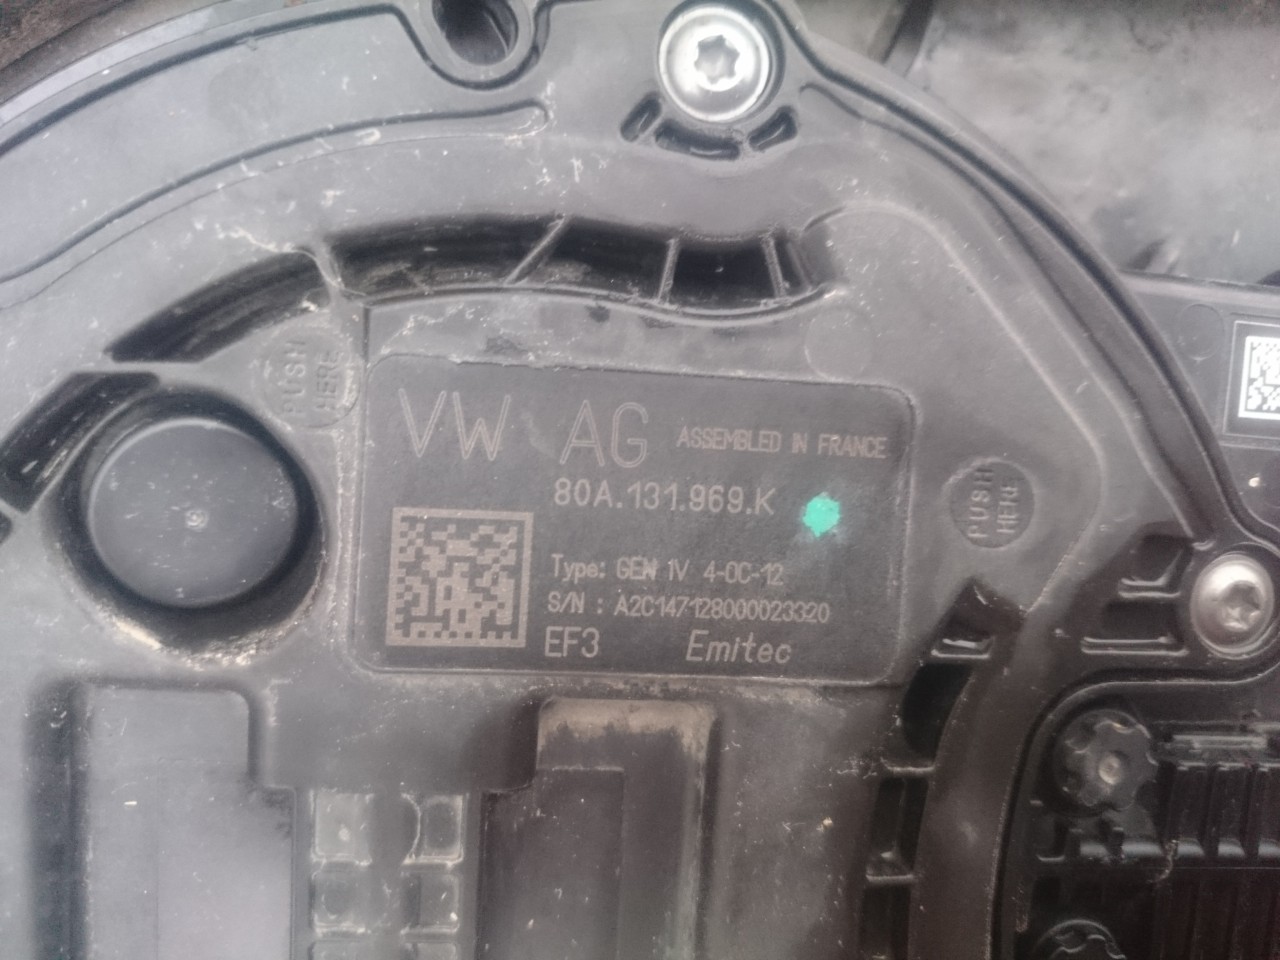 PUSH
HERE
VW AG ASSEMBLED IN FRANCE
80A.131.969.K
Type: GEN 1V 4-0C-12
S/N : A2C147128000023320
EF3 Emitec
PUSH
HERE